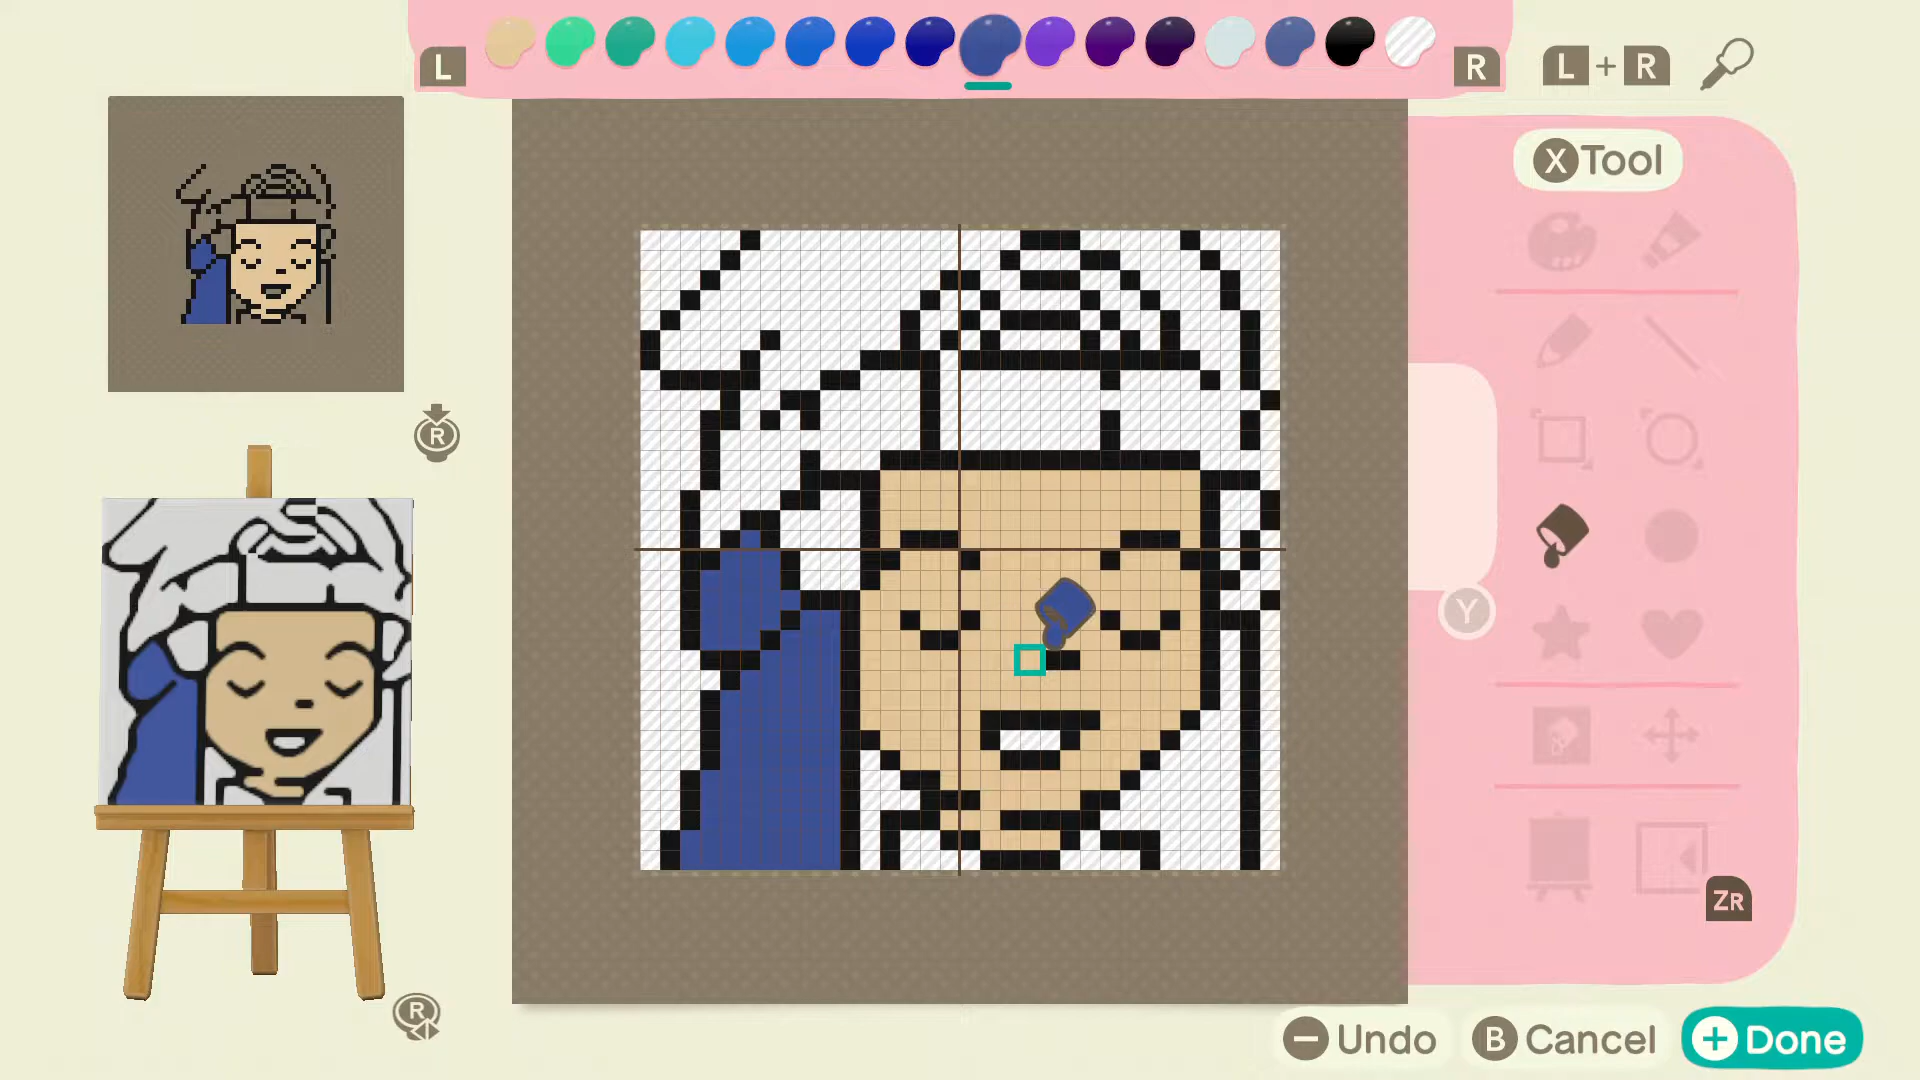 L
R
L + R
X Tool
R
Y
ZR
R
− Undo
B Cancel
+ Done